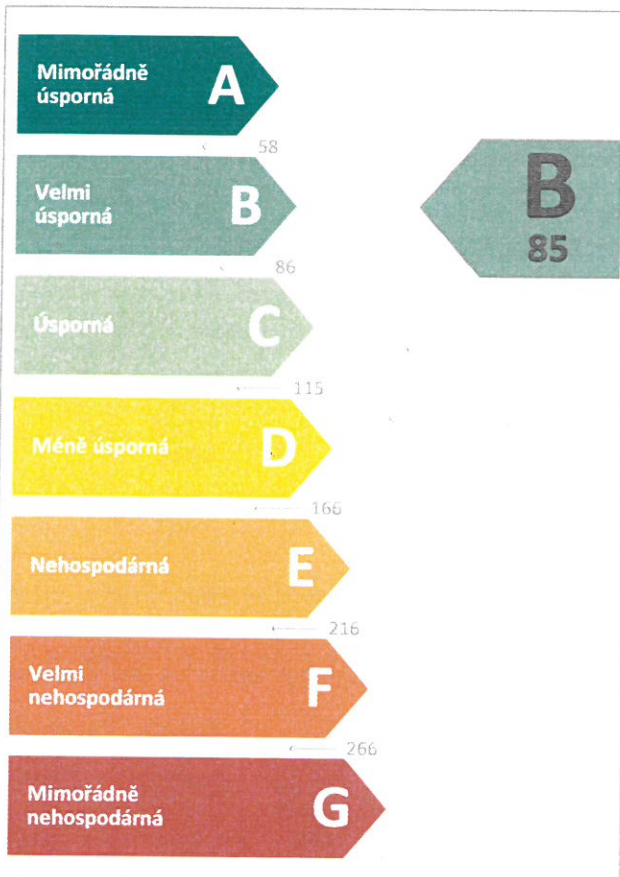 Mimořádně
úsporná
A
58
Velmi
úsporná
B
86
Úsporná
C
115
Méně úsporná
D
166
Nehospodárná
E
216
Velmi
nehospodárná
F
266
Mimořádně
nehospodárná
G
B
85